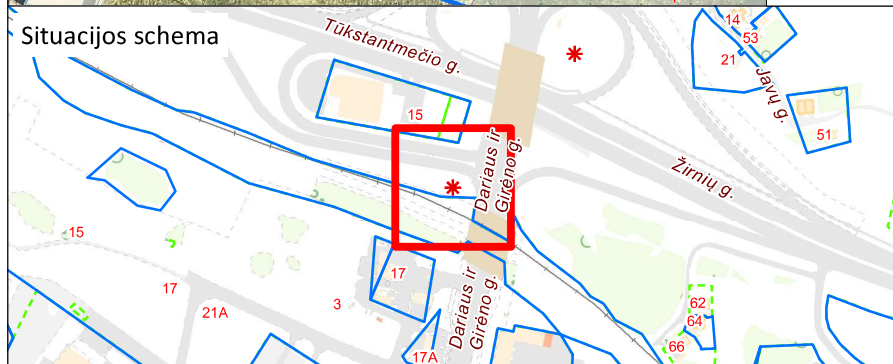 Situacijos schema
Tūkstantmečio g.
14
53
21
Javų g.
15
51
Dariaus ir
Girėno g.
Žirnių g.
15
17
17
3
21A
Dariaus ir
Girėno g.
62
64
66
17A